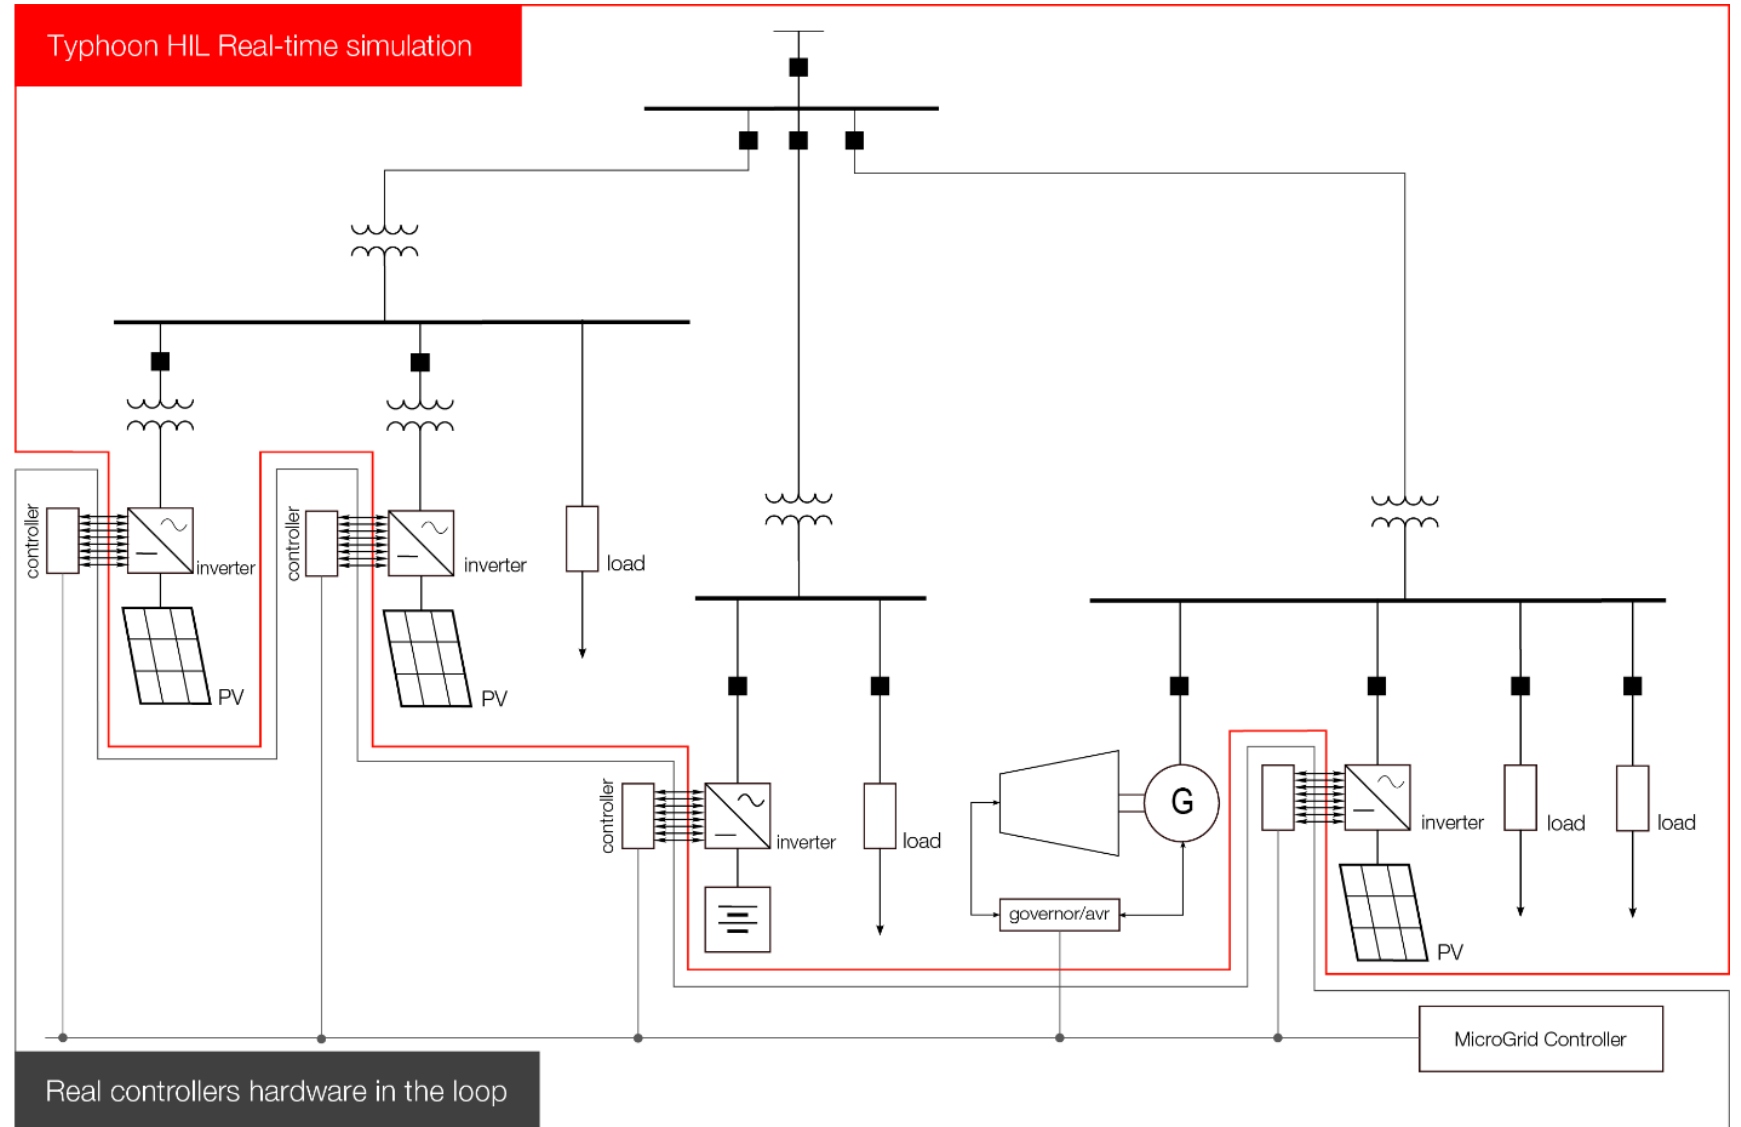 Typhoon HIL Real-time simulation
controller
inverter
PV
controller
inverter
PV
load
controller
inverter
load
G
governor/avr
inverter
PV
load
load
MicroGrid Controller
Real controllers hardware in the loop